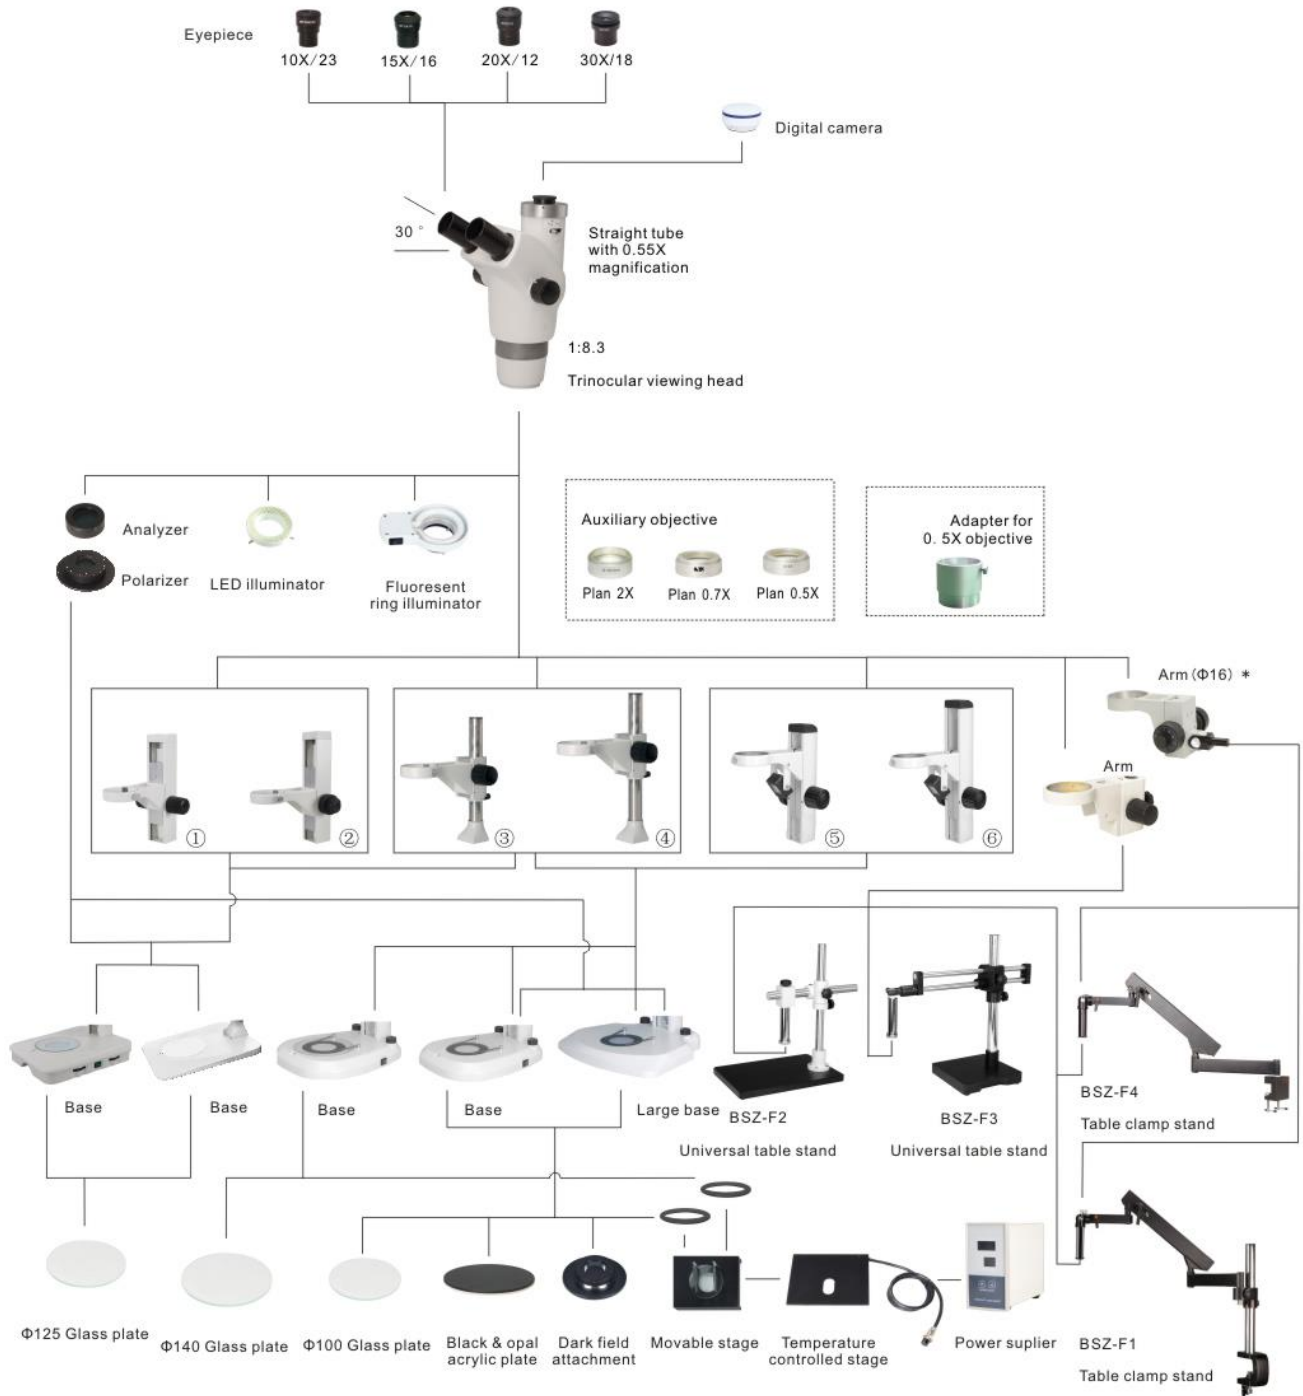 Eyepiece
10X/23
15X/16
20X/12
30X/18
Digital camera
30 °
Straight tube
with 0.55X
magnification
1:8.3
Trinocular viewing head
Analyzer
Polarizer
LED illuminator
Fluoresent
ring illuminator
Auxiliary objective
Plan 2X
Plan 0.7X
Plan 0.5X
Adapter for
0. 5X objective
Arm (Φ16) *
Arm
①
②
③
④
⑤
⑥
Base
Base
Base
Base
Large base
BSZ-F2
Universal table stand
BSZ-F3
Universal table stand
BSZ-F4
Table clamp stand
Φ125 Glass plate
Φ140 Glass plate
Φ100 Glass plate
Black & opal
acrylic plate
Dark field
attachment
Movable stage
Temperature
controlled stage
Power suplier
BSZ-F1
Table clamp stand